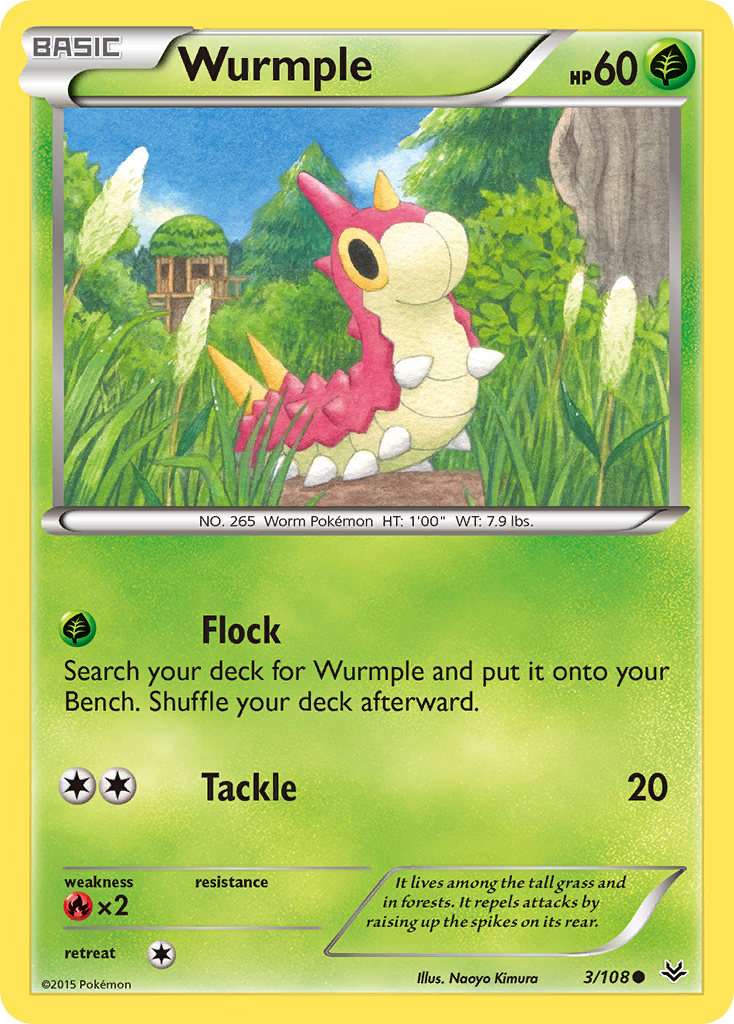 BASIC
Wurmple
HP 60
NO. 265 Worm Pokémon HT: 1'00" WT: 7.9 lbs.
Flock
Search your deck for Wurmple and put it onto your
Bench. Shuffle your deck afterward.
Tackle 20
weakness resistance
×2
It lives among the tall grass and
in forests. It repels attacks by
raising up the spikes on its rear.
retreat
©2015 Pokémon
Illus. Naoyo Kimura
3/108